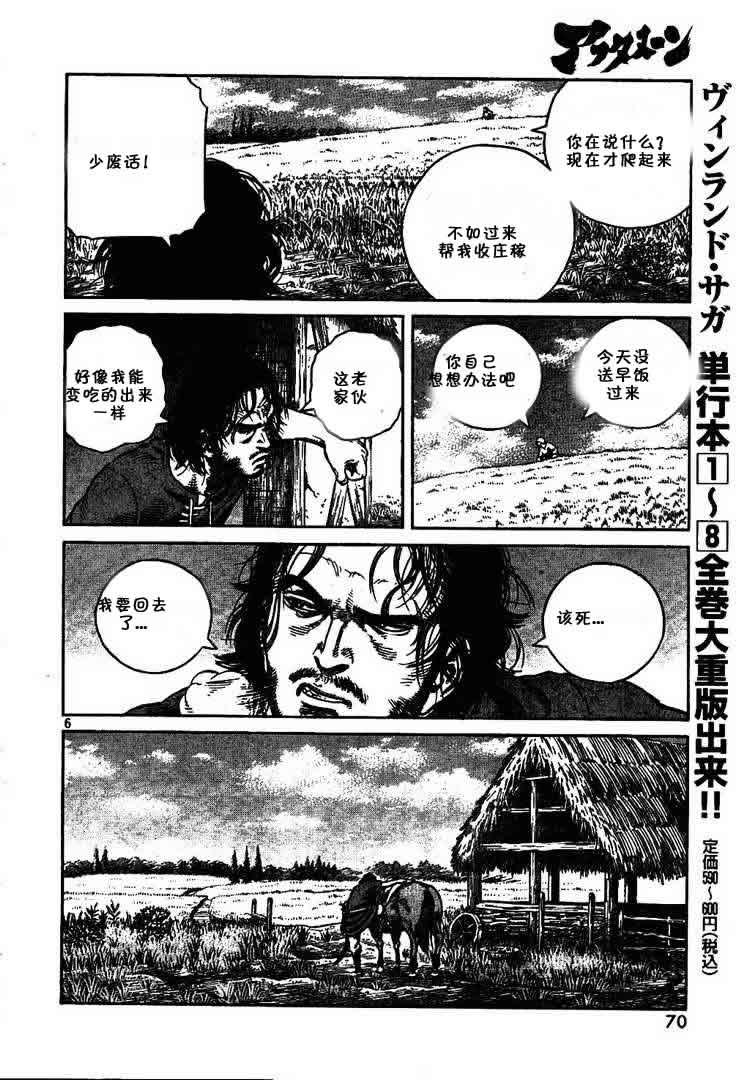 アフタヌーン
ヴィンランド・サガ 単行本1〜8全巻大重版出来!!
定価590〜600円(税込)
你在说什么?
现在才爬起来
不如过来
帮我收庄稼
少废话!
今天没
送早饭
过来
你自己
想想办法吧
这老
家伙
好像我能
变吃的出来
一样
该死...
我要回去
了...
6
70